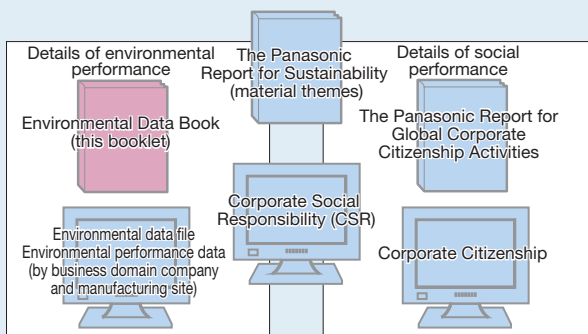 Details of environmental
performance
Environmental Data Book
(this booklet)
Environmental data file
Environmental performance data
(by business domain company
and manufacturing site)
The Panasonic
Report for Sustainability
(material themes)
Corporate Social
Responsibility (CSR)
Details of social
performance
The Panasonic Report for
Global Corporate
Citizenship Activities
Corporate Citizenship